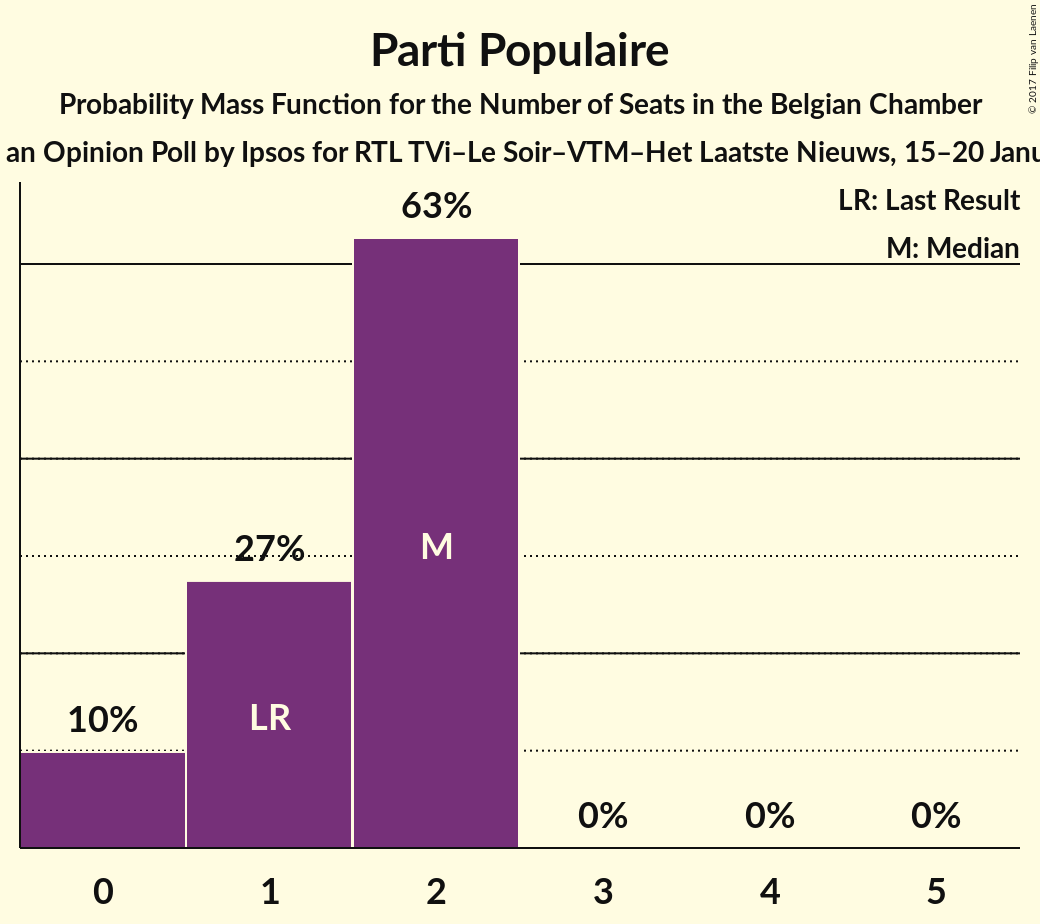 Parti Populaire
Probability Mass Function for the Number of Seats in the Belgian Chamber
an Opinion Poll by Ipsos for RTL TVi–Le Soir–VTM–Het Laatste Nieuws, 15–20
LR: Last Result
M: Median
63%
27%
10%
M
LR
0% 0% 0%
0 1 2 3 4 5
© 2017 Filip van Laenen